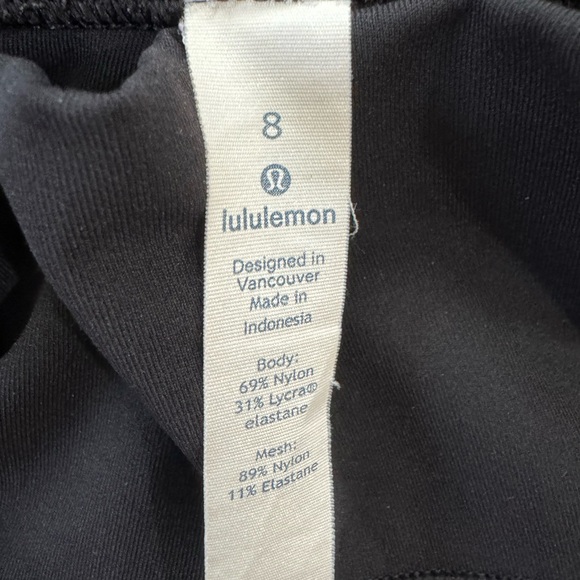 8
lululemon
Designed in
Vancouver
Made in
Indonesia
Body:
69% Nylon
31% Lycra®
elastane
Mesh:
89% Nylon
11% Elastane